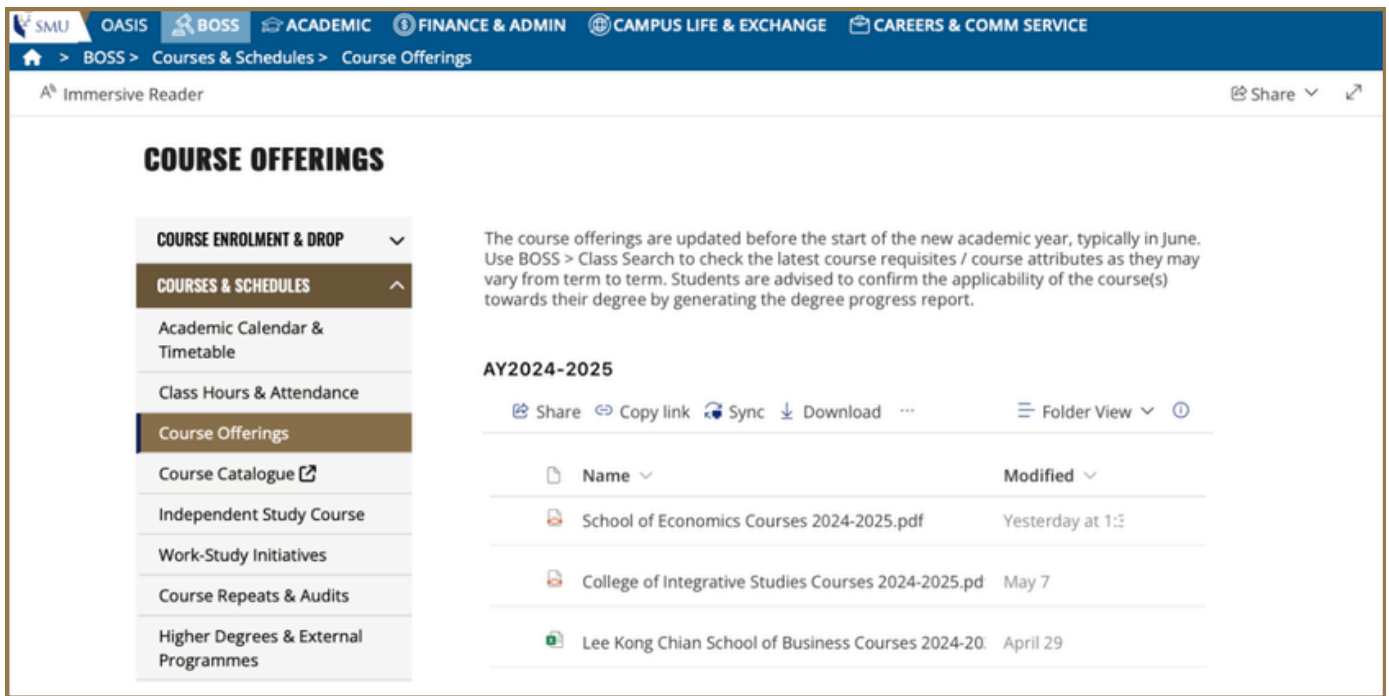 SMU OASIS BOSS ACADEMIC FINANCE & ADMIN CAMPUS LIFE & EXCHANGE CAREERS & COMM SERVICE
> BOSS > Courses & Schedules > Course Offerings
Immersive Reader Share
COURSE OFFERINGS
COURSE ENROLMENT & DROP
COURSES & SCHEDULES
Academic Calendar &
Timetable
Class Hours & Attendance
Course Offerings
Course Catalogue
Independent Study Course
Work-Study Initiatives
Course Repeats & Audits
Higher Degrees & External
Programmes
The course offerings are updated before the start of the new academic year, typically in June.
Use BOSS > Class Search to check the latest course requisites / course attributes as they may
vary from term to term. Students are advised to confirm the applicability of the course(s)
towards their degree by generating the degree progress report.
AY2024-2025
Share Copy link Sync Download ··· Folder View
Name Modified
School of Economics Courses 2024-2025.pdf Yesterday at
College of Integrative Studies Courses 2024-2025.pd May 7
Lee Kong Chian School of Business Courses 2024-20 April 29